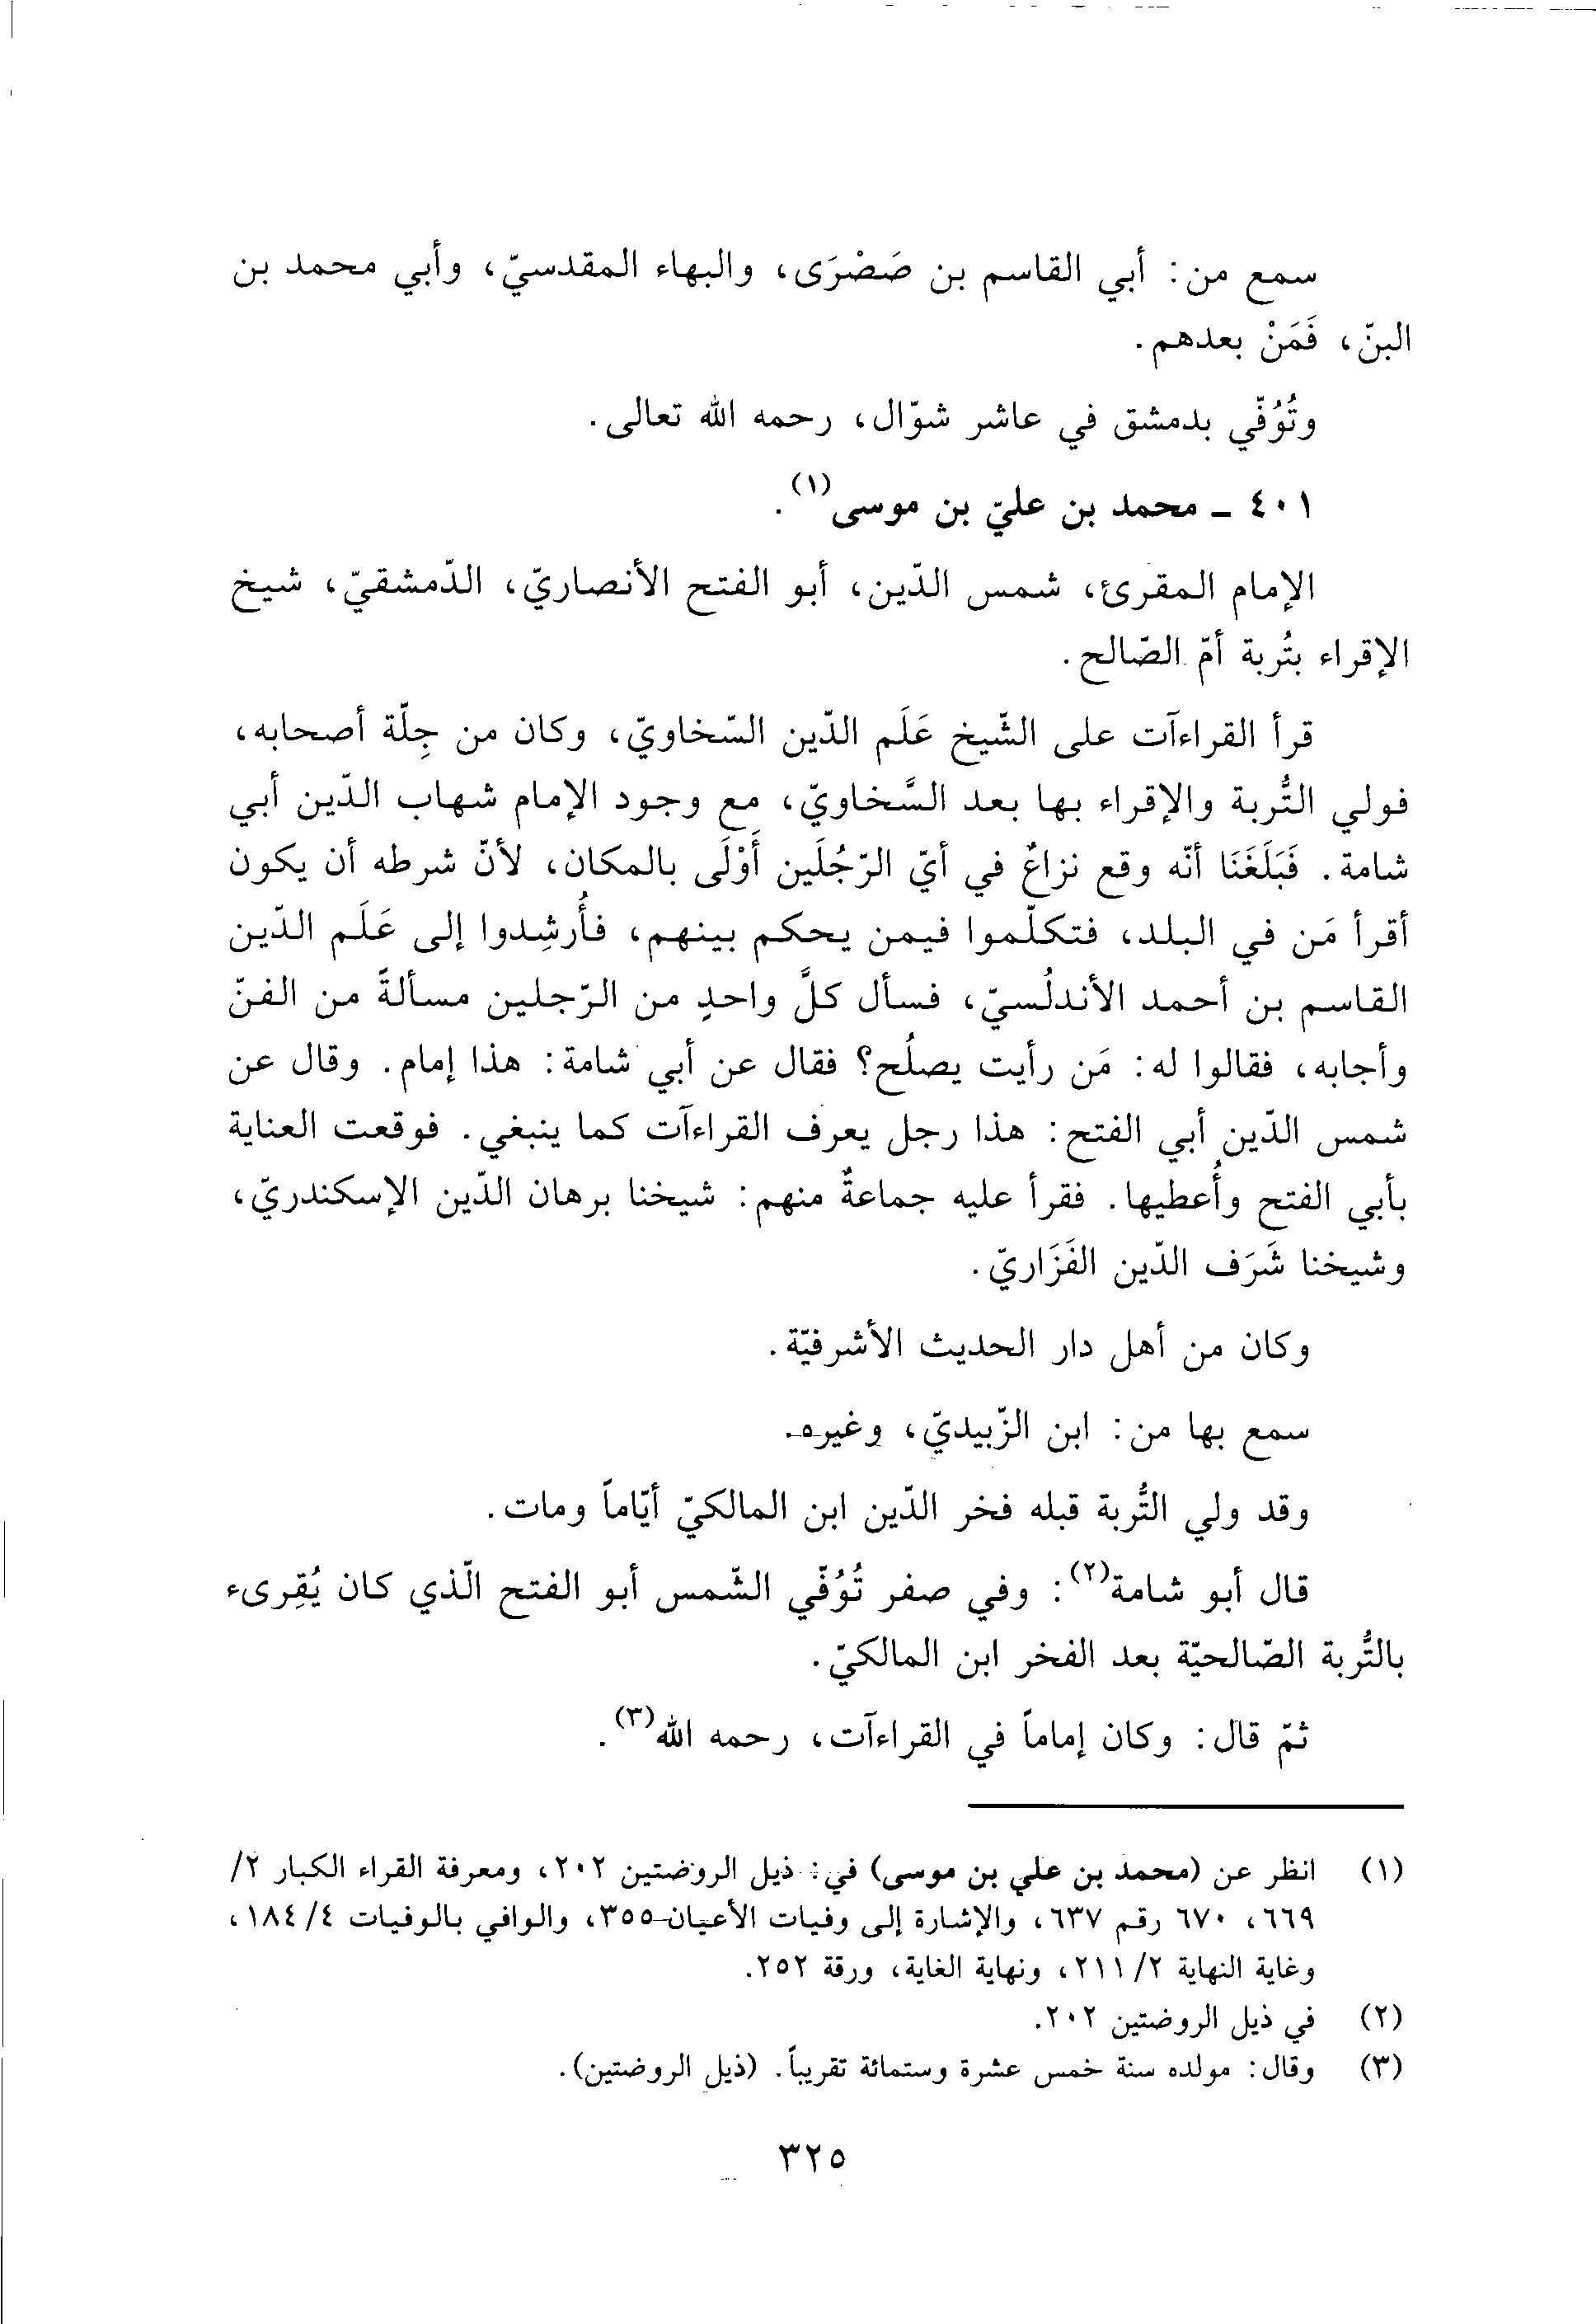 سمع من: أبي القاسم بن صَصْرَى، والبهاء المقدسيّ، وأبي محمد بن
البنّ، فَمَنْ بعدهم.
وتُوُفّي بدمشق في عاشر شوّال، رحمه الله تعالى.
٤٠١ ـ محمد بن عليّ بن موسى(١).
الإمام المقرئ، شمس الدّين، أبو الفتح الأنصاريّ، الدّمشقيّ، شيخ
الإقراء بتُربة أمّ الصّالح.
قرأ القراءآت على الشّيخ عَلَم الدّين السّخاويّ، وكان من جِلّة أصحابه،
فولي التُّربة والإقراء بها بعد السَّخاويّ، مع وجود الإمام شهاب الدّين أبي
شامة. فَبَلَغَنَا أنّه وقع نزاعٌ في أيّ الرّجُلَين أَوْلَى بالمكان، لأنّ شرطه أن يكون
أقرأ مَن في البلد، فتكلّموا فيمن يحكم بينهم، فأُرشِدوا إلى عَلَم الدّين
القاسم بن أحمد الأندلُسيّ، فسأل كلَّ واحدٍ من الرّجلين مسألةً من الفنّ
وأجابه، فقالوا له: مَن رأيت يصلُح؟ فقال عن أبي شامة: هذا إمام. وقال عن
شمس الدّين أبي الفتح: هذا رجل يعرف القراءآت كما ينبغي. فوقعت العناية
بأبي الفتح وأُعطيها. فقرأ عليه جماعةٌ منهم: شيخنا برهان الدّين الإسكندريّ،
وشيخنا شَرَف الدّين الفَزَاريّ.
وكان من أهل دار الحديث الأشرفيّة.
سمع بها من: ابن الزّبيديّ، وغيره.
وقد ولي التُّربة قبله فخر الدّين ابن المالكيّ أيّاماً ومات.
قال أبو شامة(٢): وفي صفر تُوُفّي الشّمس أبو الفتح الّذي كان يُقِرىء
بالتُّربة الصّالحيّة بعد الفخر ابن المالكيّ.
ثمّ قال: وكان إماماً في القراءآت، رحمه الله(٣).
(١) انظر عن (محمد بن علي بن موسى) في: ذيل الروضتين ٢٠٢، ومعرفة القراء الكبار ٢/
٦٦٩، ٦٧٠ رقم ٦٣٧، والإشارة إلى وفيات الأعيان ٣٥٥، والوافي بالوفيات ٤/ ١٨٤،
وغاية النهاية ٢/ ٢١١، ونهاية الغاية، ورقة ٢٥٢.
(٢) في ذيل الروضتين ٢٠٢.
(٣) وقال: مولده سنة خمس عشرة وستمائة تقريباً. (ذيل الروضتين).
٣٢٥